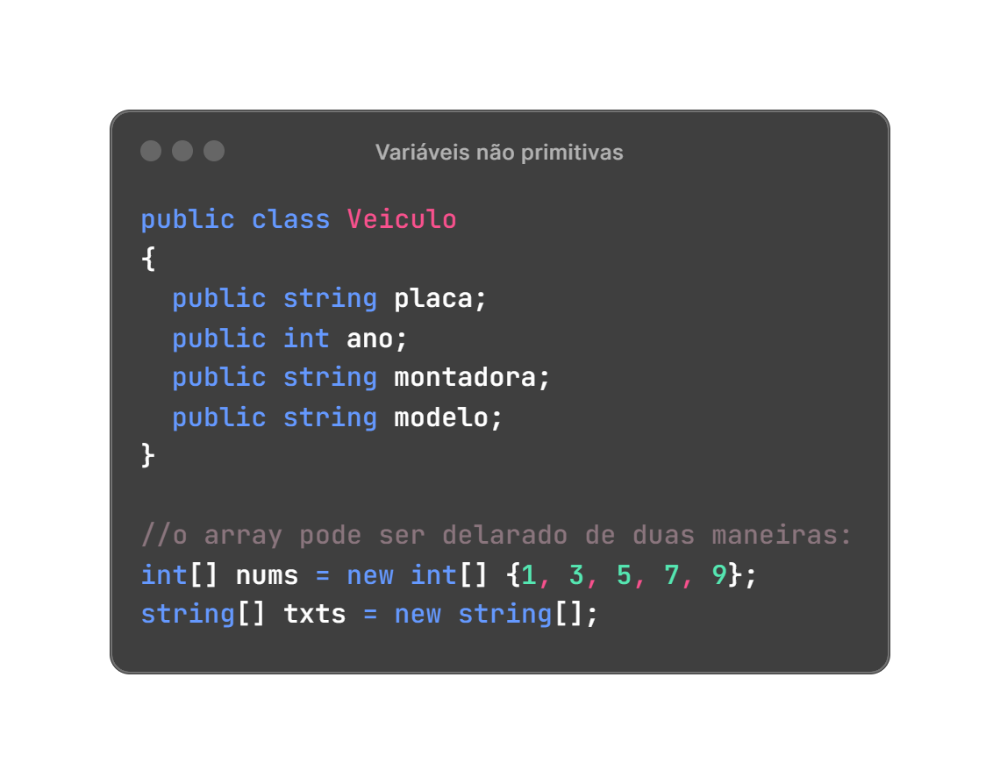 Variáveis não primitivas
public class Veiculo
{
  public string placa;
  public int ano;
  public string montadora;
  public string modelo;
}
//o array pode ser delarado de duas maneiras:
int[] nums = new int[] {1, 3, 5, 7, 9};
string[] txts = new string[];